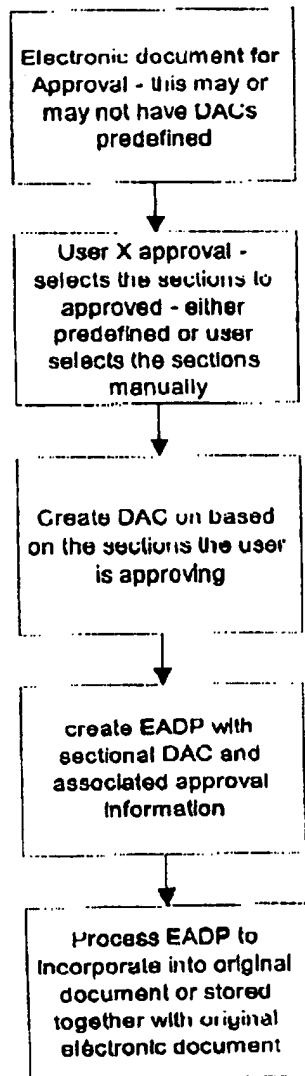 Electronic document for
Approval - this may or
may not have DACs
predefined
User X approval -
selects the sections to
approved - either
predefined or user
selects the sections
manually
Create DAC on based
on the sections the user
is approving
create EADP with
sectional DAC and
associated approval
information
Process EADP to
incorporate into original
document or stored
together with original
electronic document